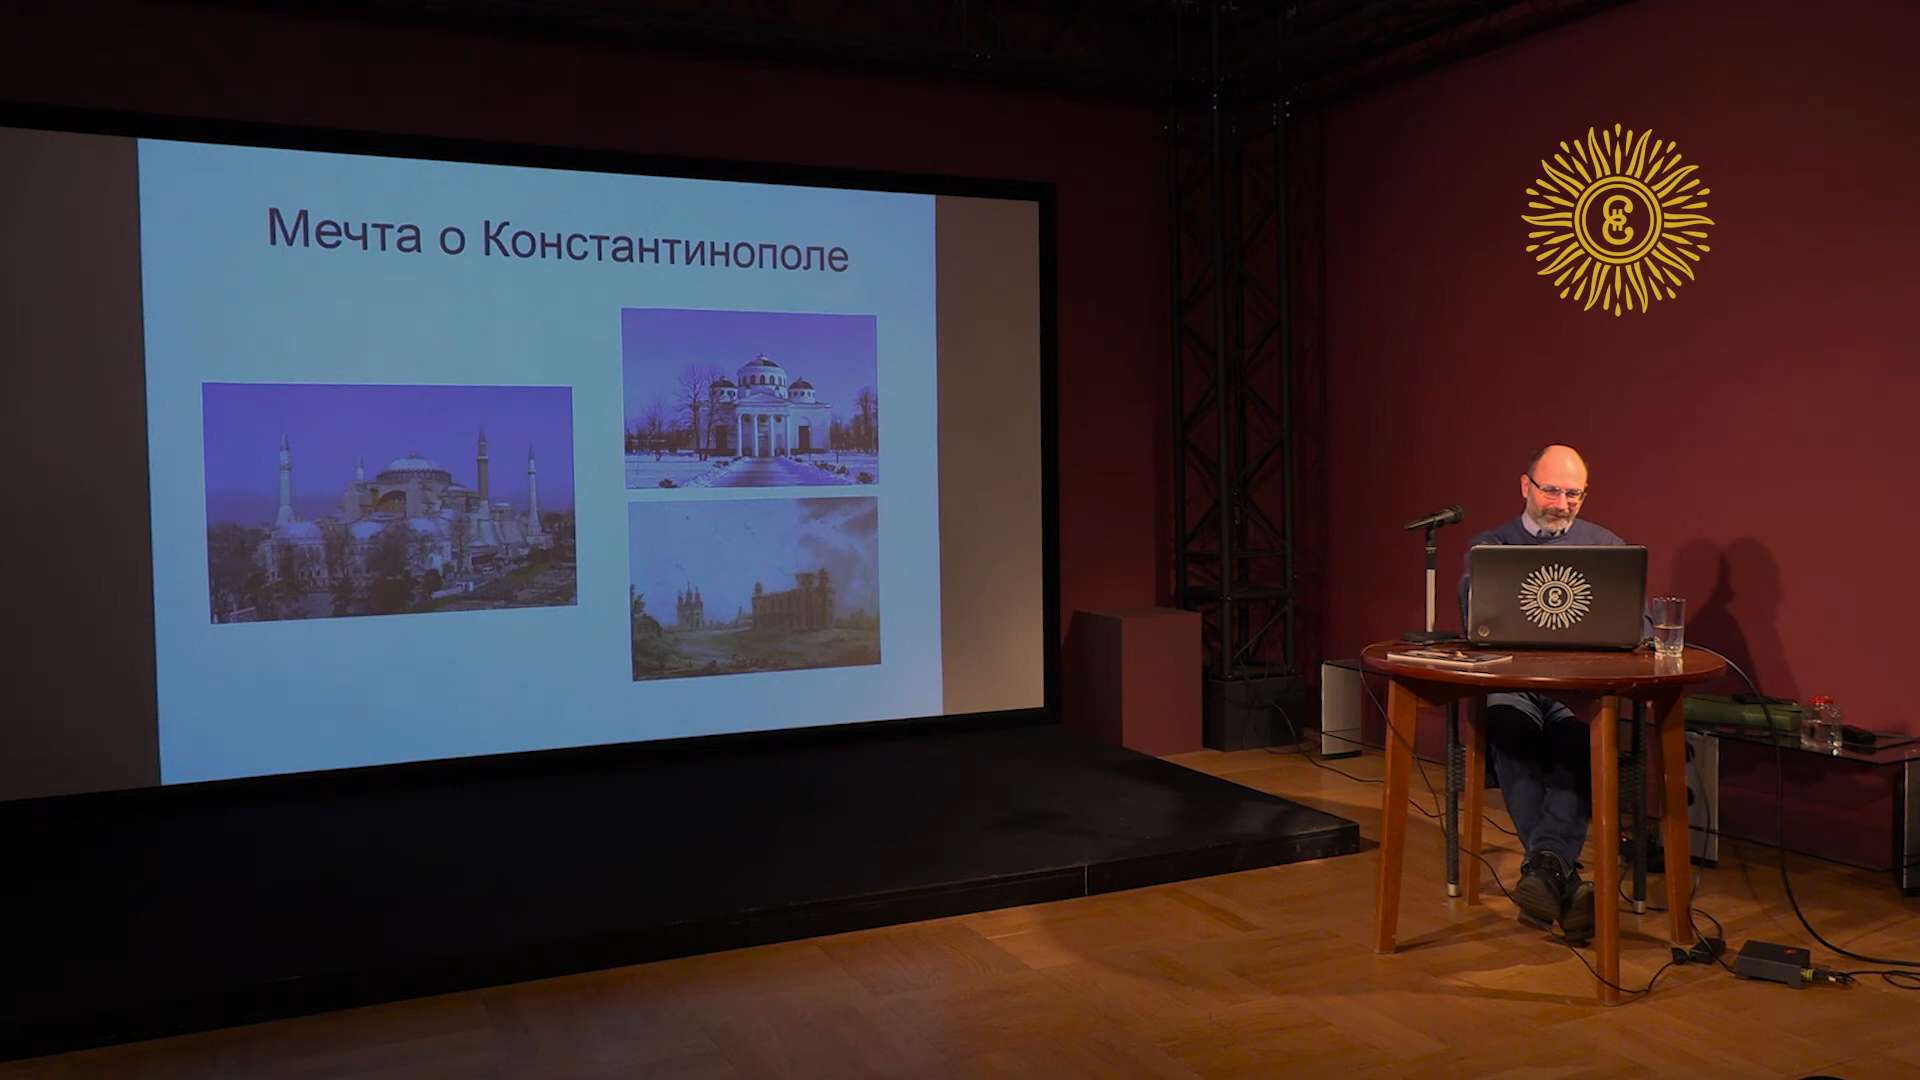 Мечта о Константинополе